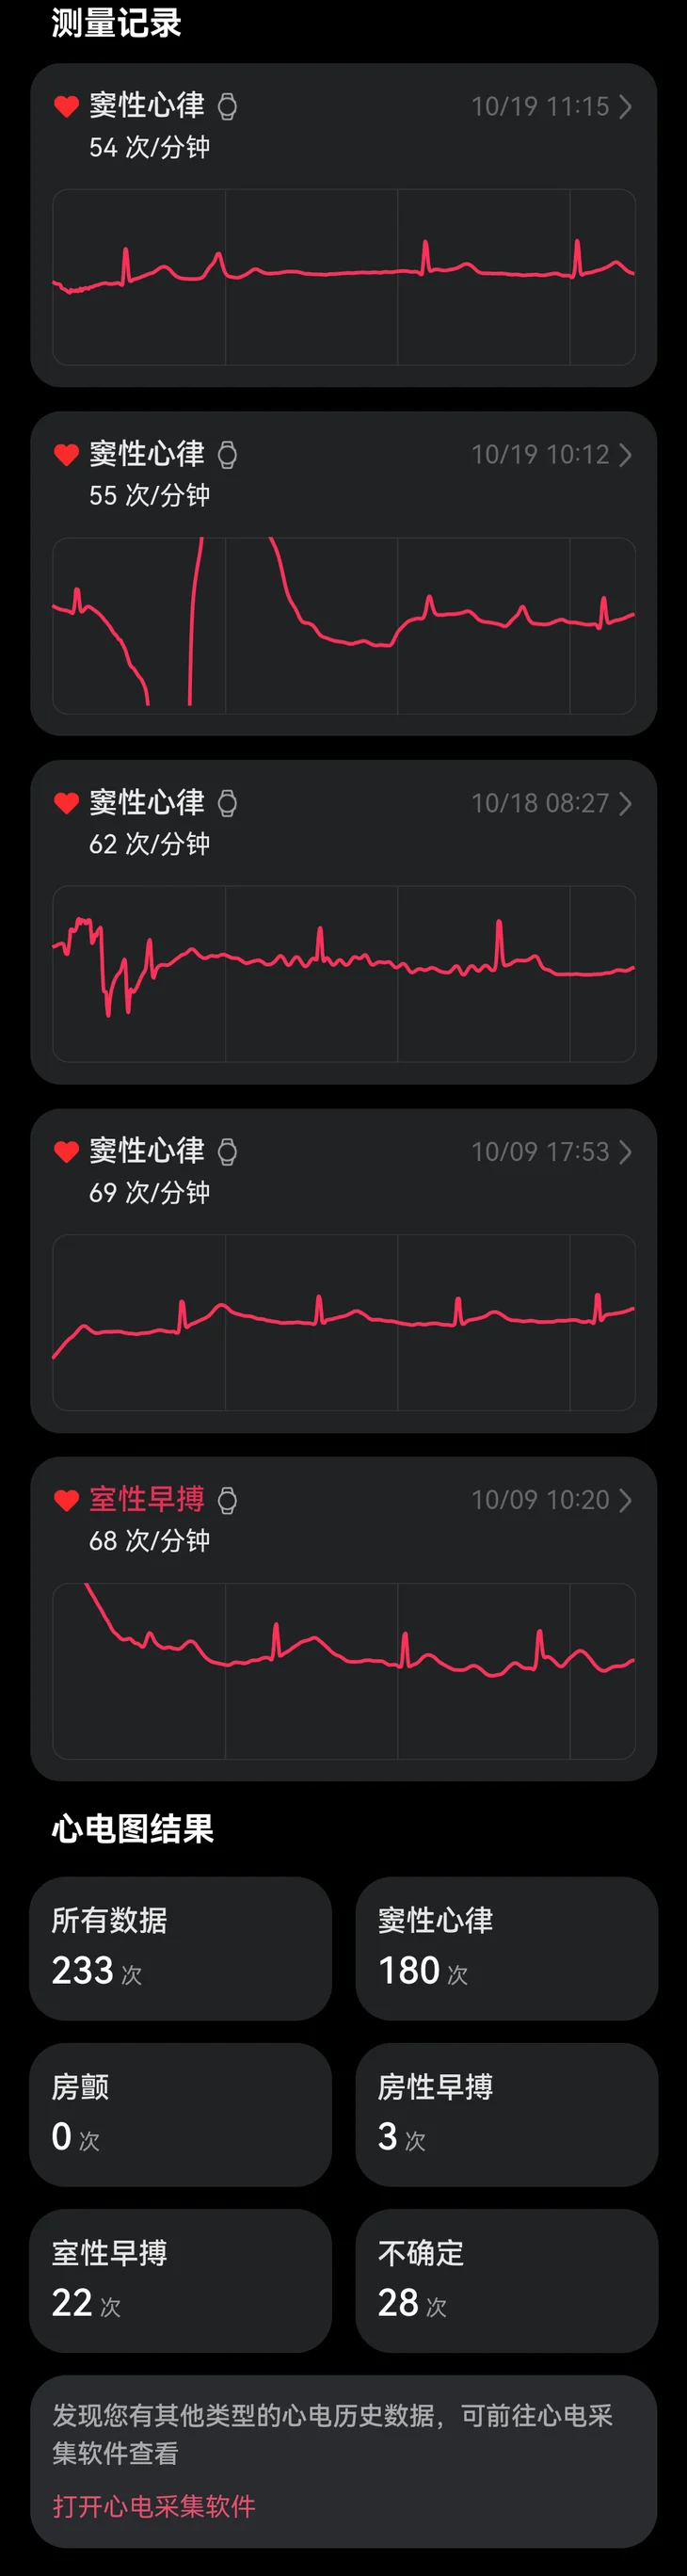 测量记录
窦性心律 10/19 11:15
54 次/分钟
窦性心律 10/19 10:12
55 次/分钟
窦性心律 10/18 08:27
62 次/分钟
窦性心律 10/09 17:53
69 次/分钟
室性早搏 10/09 10:20
68 次/分钟
心电图结果
所有数据 窦性心律
233 次 180 次
房颤 房性早搏
0 次 3 次
室性早搏 不确定
22 次 28 次
发现您有其他类型的心电历史数据，可前往心电采
集软件查看
打开心电采集软件